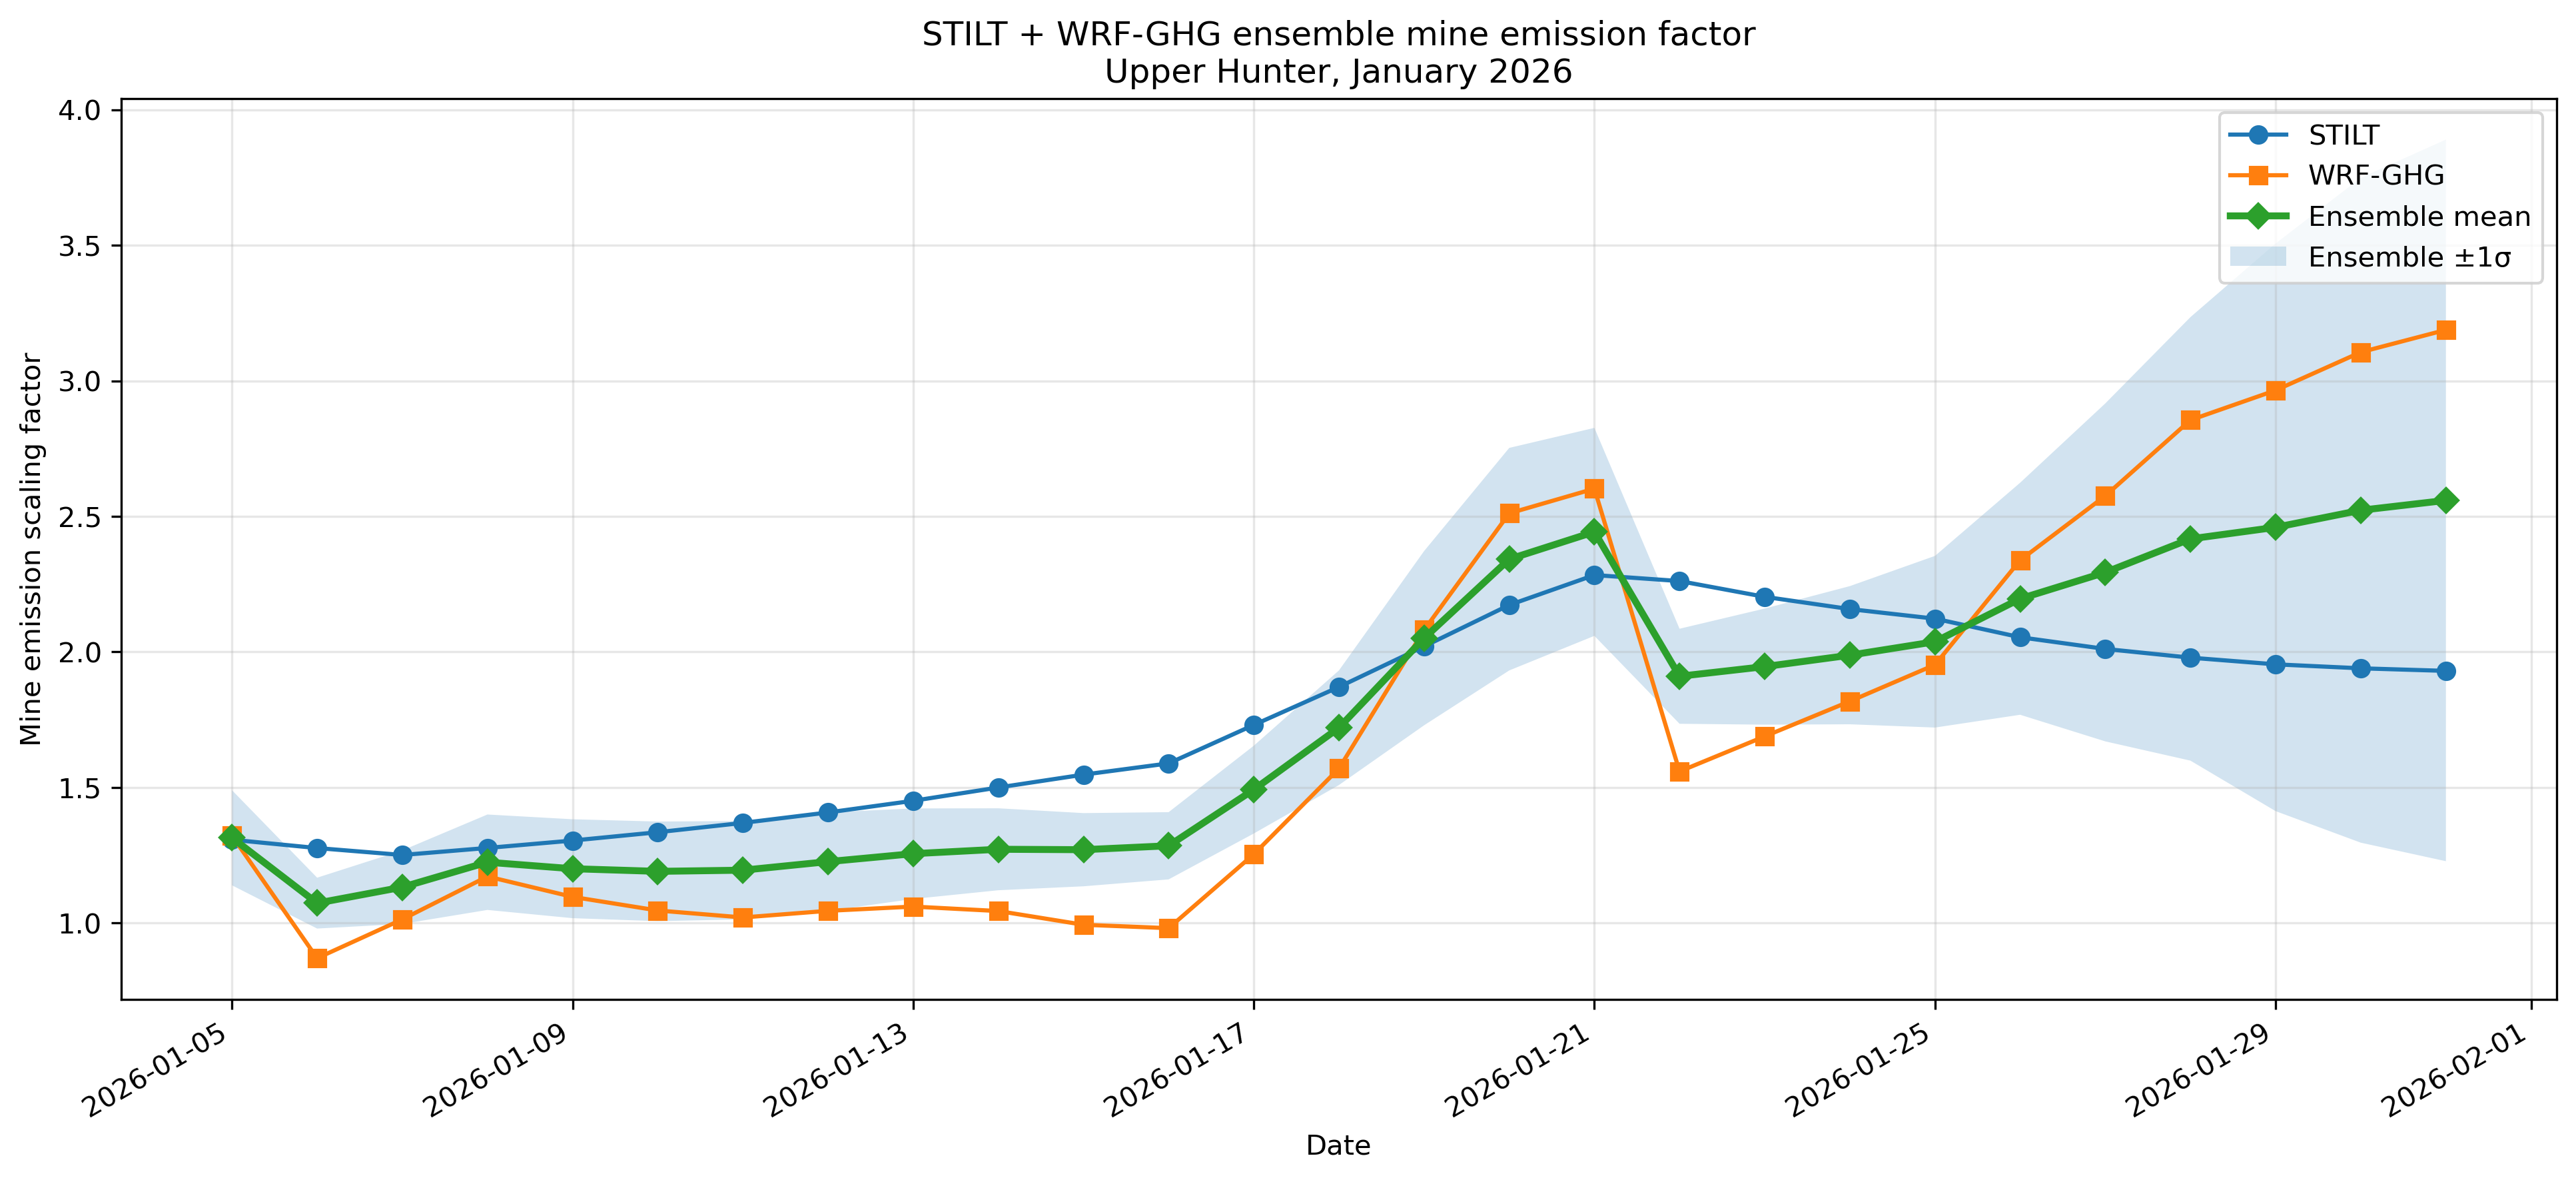 STILT + WRF-GHG ensemble mine emission factor
Upper Hunter, January 2026
Mine emission scaling factor
4.0
3.5
3.0
2.5
2.0
1.5
1.0
STILT
WRF-GHG
Ensemble mean
Ensemble ±1σ
2026-01-05
2026-01-09
2026-01-13
2026-01-17
2026-01-21
2026-01-25
2026-01-29
2026-02-01
Date